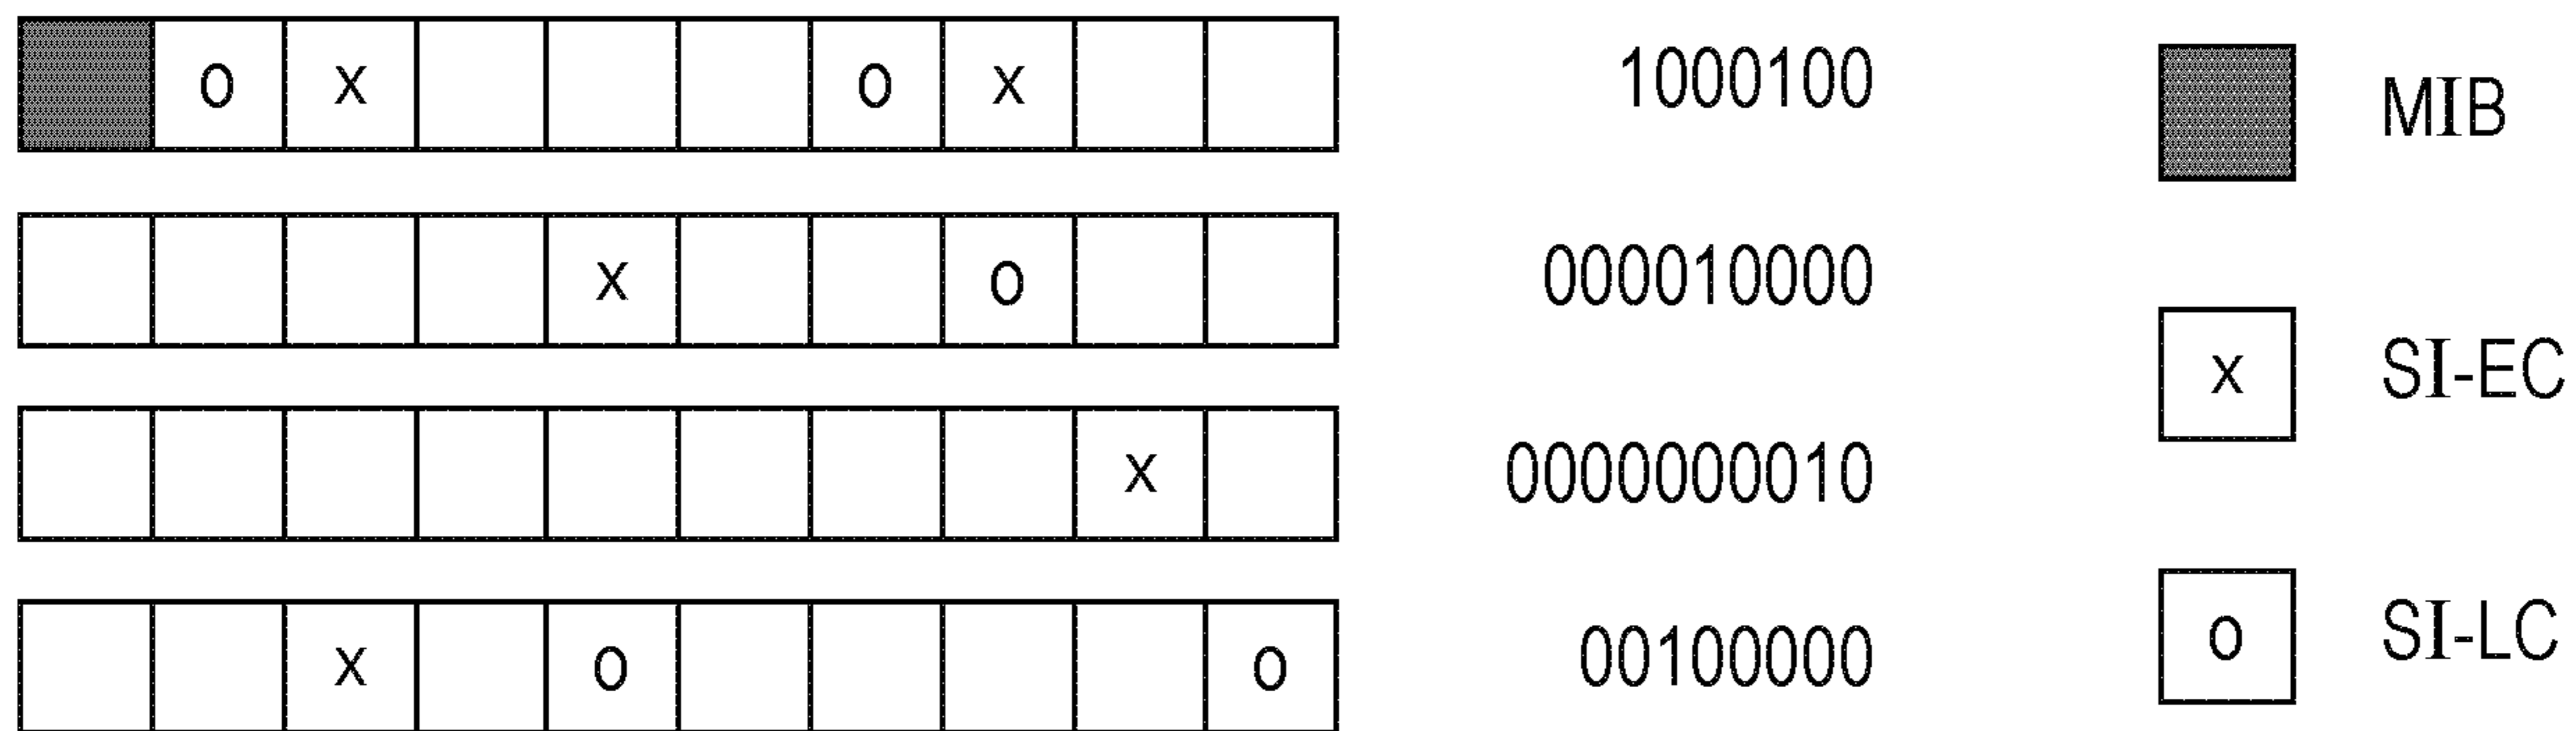 O X O X 1000100 MIB
X O 000010000
X SI-EC
X 0000000010
X O O 00100000 O SI-LC